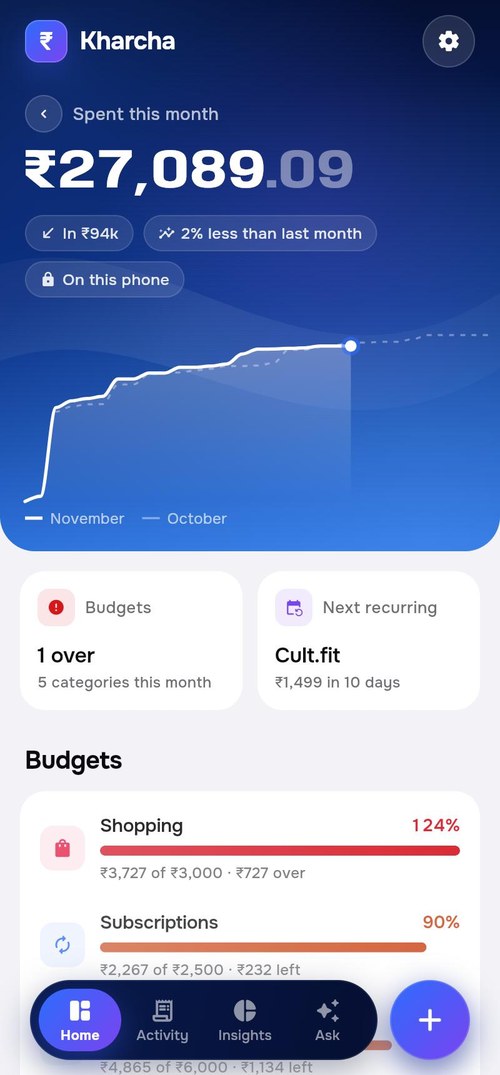 ₹ Kharcha
Spent this month
₹27,089.09
In ₹94k
2% less than last month
On this phone
November
October
Budgets
1 over
5 categories this month
Next recurring
Cult.fit
₹1,499 in 10 days
Budgets
Shopping
124%
₹3,727 of ₹3,000 · ₹727 over
Subscriptions
90%
₹2,267 of ₹2,500 · ₹232 left
₹4,865 of ₹6,000 · ₹1,134 left
Home
Activity
Insights
Ask